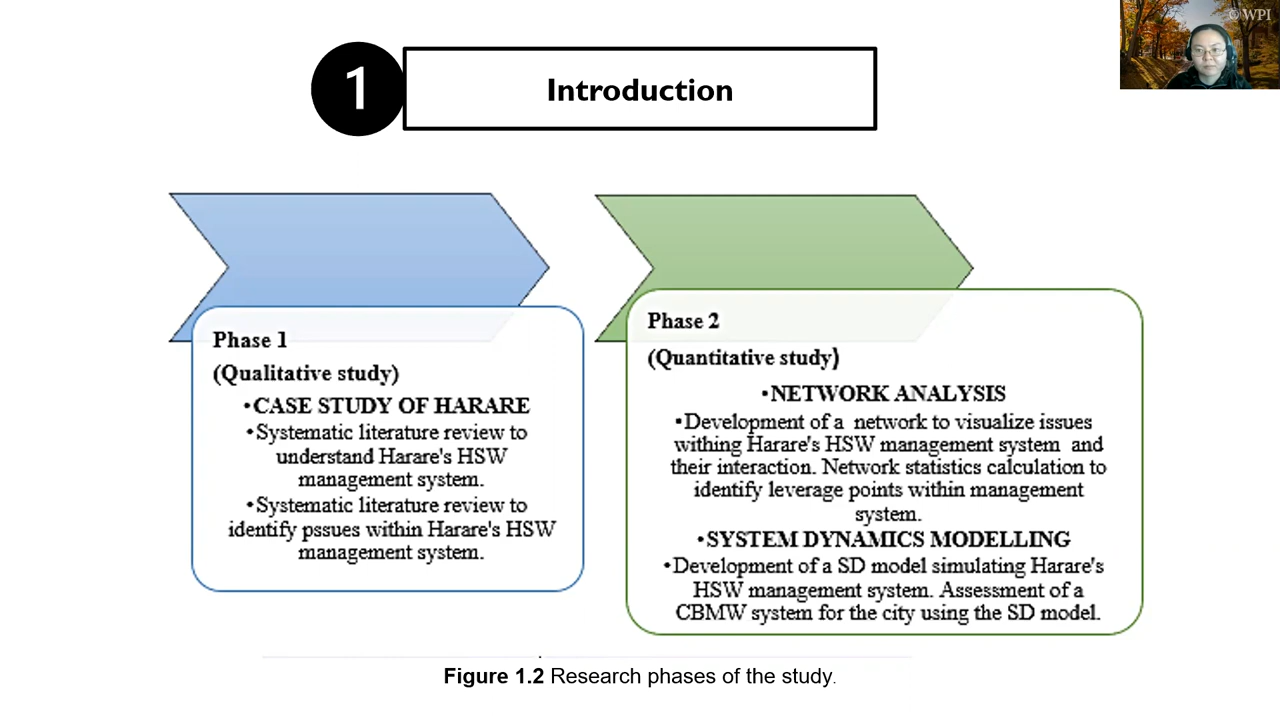 © WPI
1
Introduction
Phase 1
(Qualitative study)
•CASE STUDY OF HARARE
•Systematic literature review to
understand Harare's HSW
management system.
•Systematic literature review to
identify pssues within Harare's HSW
management system.
Phase 2
(Quantitative study)
•NETWORK ANALYSIS
•Development of a network to visualize issues
withing Harare's HSW management system and
their interaction. Network statistics calculation to
identify leverage points within management
system.
•SYSTEM DYNAMICS MODELLING
•Development of a SD model simulating Harare's
HSW management system. Assessment of a
CBMW system for the city using the SD model.
Figure 1.2 Research phases of the study.